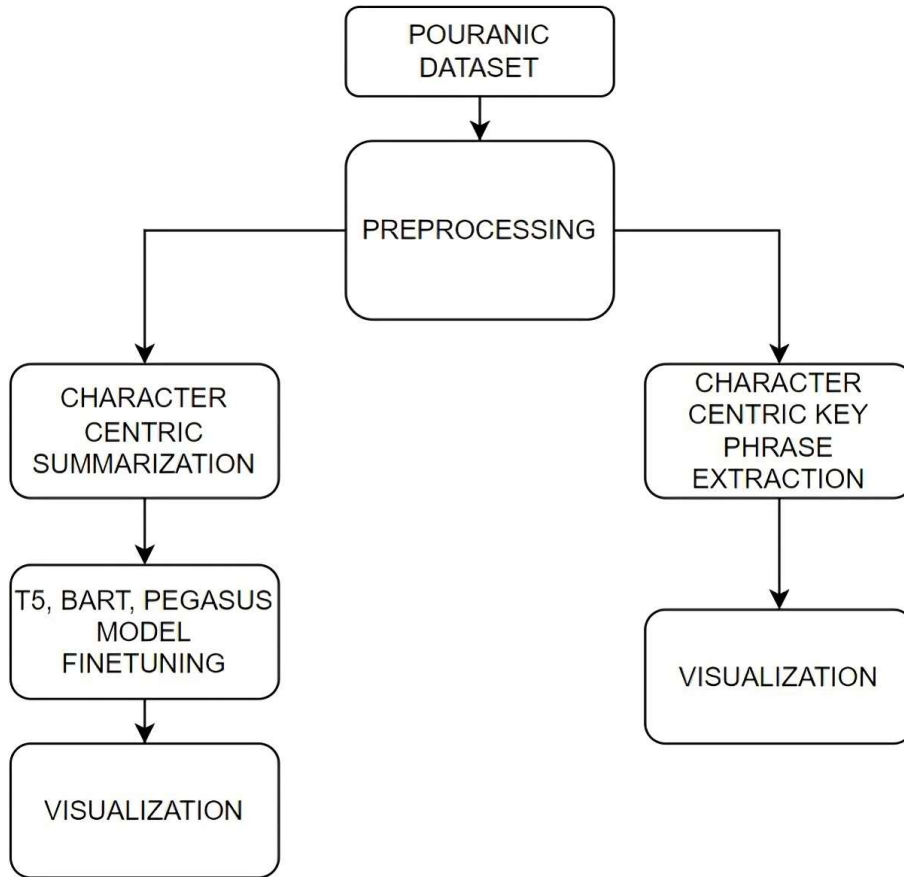 POURANIC
DATASET
PREPROCESSING
CHARACTER
CENTRIC
SUMMARIZATION
CHARACTER
CENTRIC KEY
PHRASE
EXTRACTION
T5, BART, PEGASUS
MODEL
FINETUNING
VISUALIZATION
VISUALIZATION